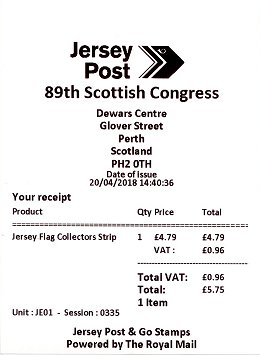 Jersey
Post
89th Scottish Congress
Dewars Centre
Glover Street
Perth
Scotland
PH2 0TH
Date of Issue
20/04/2018 14:40:36
Your receipt
Product Qty Price Total
Jersey Flag Collectors Strip 1 £4.79 £4.79
VAT : £0.96
Total VAT: £0.96
Total: £5.75
1 Item
Unit : JE01 - Session : 0335
Jersey Post & Go Stamps
Powered by The Royal Mail